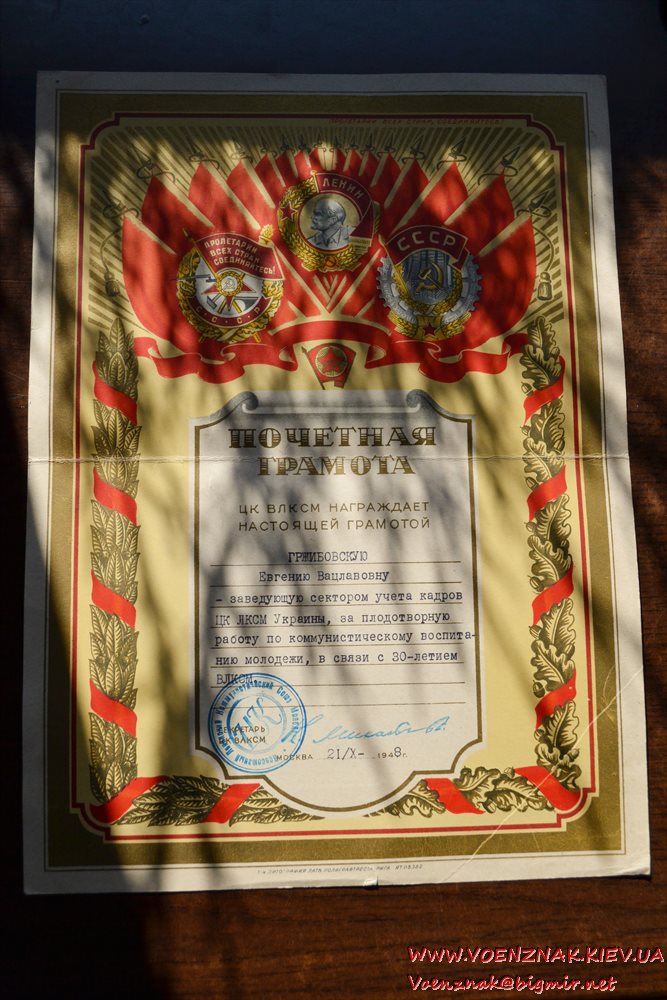 ПРОЛЕТАРИИ ВСЕХ СТРАН, СОЕДИНЯЙТЕСЬ!
ЛЕНИН
ПРОЛЕТАРИИ
ВСЕХ СТРАН
СОЕДИНЯЙТЕСЬ!
СССР
СССР
ПОЧЕТНАЯ
ГРАМОТА
ЦК ВЛКСМ НАГРАЖДАЕТ
НАСТОЯЩЕЙ ГРАМОТОЙ
ГРЖИБОВСКУЮ
Евгению Вацлавовну
- заведующую сектором учета кадров
ЦК ЛКСМ Украины, за плодотворную
работу по коммунистическому воспита-
нию молодежи, в связи с 30-летием
ВЛКСМ.
СЕКРЕТАРЬ
ЦК ВЛКСМ
МОСКВА 21/X- 1948г.
WWW.VOENZNAK.KIEV.UA
Voenznak@bigmir.net